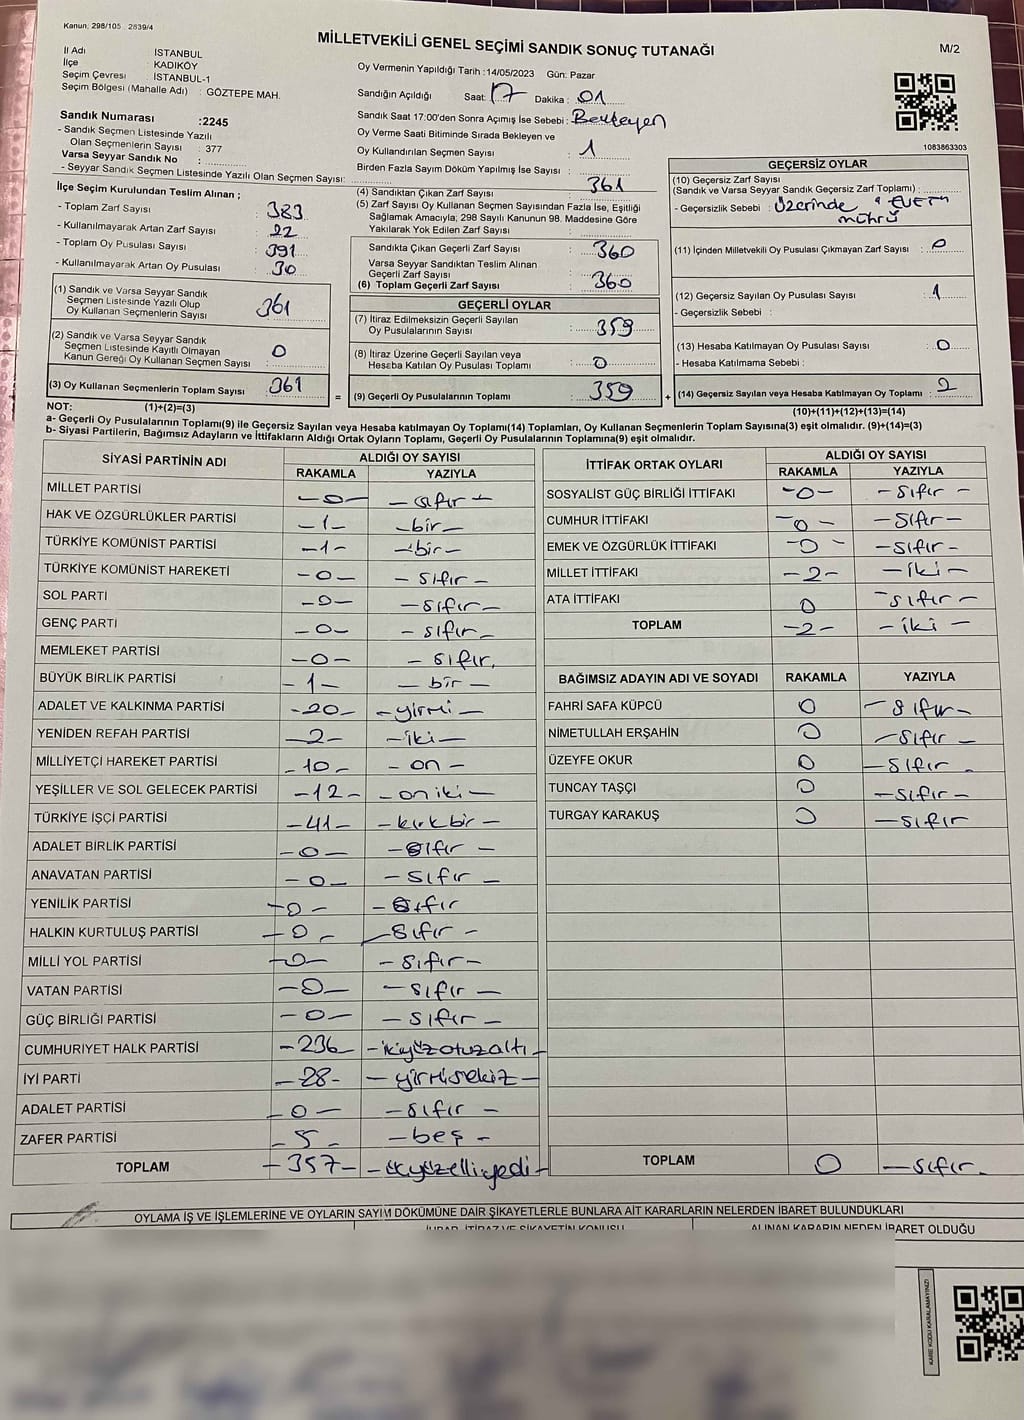 Kanun: 298/105 2839/4
MİLLETVEKİLİ GENEL SEÇİMİ SANDIK SONUÇ TUTANAĞI
M/2
İl Adı : İSTANBUL
İlçe : KADIKÖY
Seçim Çevresi : İSTANBUL-1
Seçim Bölgesi (Mahalle Adı) : GÖZTEPE MAH.
Sandık Numarası :2245
- Sandık Seçmen Listesinde Yazılı
Olan Seçmenlerin Sayısı : 377
Varsa Seyyar Sandık No :
- Seyyar Sandık Seçmen Listesinde Yazılı Olan Seçmen Sayısı:
Oy Vermenin Yapıldığı Tarih :14/05/2023 Gün: Pazar
Sandığın Açıldığı Saat: 17 Dakika : 01
Sandık Saat 17:00'den Sonra Açımış İse Sebebi : Bekleyen
Oy Verme Saati Bitiminde Sırada Bekleyen ve
Oy Kullandırılan Seçmen Sayısı : 1
Birden Fazla Sayım Döküm Yapılmış İse Sayısı :
1083863303
İlçe Seçim Kurulundan Teslim Alınan ;
- Toplam Zarf Sayısı : 383
- Kullanılmayarak Artan Zarf Sayısı : 22
- Toplam Oy Pusulası Sayısı : 391
- Kullanılmayarak Artan Oy Pusulası : 30
(1) Sandık ve Varsa Seyyar Sandık
Seçmen Listesinde Yazılı Olup
Oy Kullanan Seçmenlerin Sayısı : 361
(2) Sandık ve Varsa Seyyar Sandık
Seçmen Listesinde Kayıtlı Olmayan
Kanun Gereği Oy Kullanan Seçmen Sayısı : 0
(3) Oy Kullanan Seçmenlerin Toplam Sayısı : 361
(4) Sandıktan Çıkan Zarf Sayısı : 361
(5) Zarf Sayısı Oy Kullanan Seçmen Sayısından Fazla İse, Eşitliği
Sağlamak Amacıyla; 298 Sayılı Kanunun 98. Maddesine Göre
Yakılarak Yok Edilen Zarf Sayısı :
Sandıkta Çıkan Geçerli Zarf Sayısı : 360
Varsa Seyyar Sandıktan Teslim Alınan
Geçerli Zarf Sayısı :
(6) Toplam Geçerli Zarf Sayısı : 360
GEÇERLİ OYLAR
(7) İtiraz Edilmeksizin Geçerli Sayılan
Oy Pusulalarının Sayısı : 359
(8) İtiraz Üzerine Geçerli Sayılan veya
Hesaba Katılan Oy Pusulası Toplamı : 0
= (9) Geçerli Oy Pusulalarının Toplamı : 359
GEÇERSİZ OYLAR
(10) Geçersiz Zarf Sayısı
(Sandık ve Varsa Seyyar Sandık Geçersiz Zarf Toplamı) :
- Geçersizlik Sebebi : Üzerinde "EVET" mührü
(11) İçinden Milletvekili Oy Pusulası Çıkmayan Zarf Sayısı : 0
(12) Geçersiz Sayılan Oy Pusulası Sayısı : 1
- Geçersizlik Sebebi :
(13) Hesaba Katılmayan Oy Pusulası Sayısı : 0
- Hesaba Katılmama Sebebi :
+ (14) Geçersiz Sayılan veya Hesaba Katılmayan Oy Toplamı : 2
NOT: (1)+(2)=(3) (10)+(11)+(12)+(13)=(14)
a- Geçerli Oy Pusulalarının Toplamı(9) ile Geçersiz Sayılan veya Hesaba katılmayan Oy Toplamı(14) Toplamları, Oy Kullanan Seçmenlerin Toplam Sayısına(3) eşit olmalıdır. (9)+(14)=(3)
b- Siyasi Partilerin, Bağımsız Adayların ve İttifakların Aldığı Ortak Oyların Toplamı, Geçerli Oy Pusulalarının Toplamına(9) eşit olmalıdır.
SİYASİ PARTİNİN ADI ALDIĞI OY SAYISI
RAKAMLA YAZIYLA
MİLLET PARTİSİ -0- -sıfır-
HAK VE ÖZGÜRLÜKLER PARTİSİ -1- -bir-
TÜRKİYE KOMÜNİST PARTİSİ -1- -bir-
TÜRKİYE KOMÜNİST HAREKETİ -0- -sıfır-
SOL PARTİ -0- -sıfır-
GENÇ PARTİ -0- -sıfır-
MEMLEKET PARTİSİ -0- -sıfır.
BÜYÜK BİRLİK PARTİSİ -1- -bir-
ADALET VE KALKINMA PARTİSİ -20- -yirmi-
YENİDEN REFAH PARTİSİ -2- -iki-
MİLLİYETÇİ HAREKET PARTİSİ -10- -on-
YEŞİLLER VE SOL GELECEK PARTİSİ -12- -oniki-
TÜRKİYE İŞÇİ PARTİSİ -41- -kırkbir-
ADALET BİRLİK PARTİSİ -0- -sıfır-
ANAVATAN PARTİSİ -0- -sıfır-
YENİLİK PARTİSİ -0- -sıfır
HALKIN KURTULUŞ PARTİSİ -0- -sıfır-
MİLLİ YOL PARTİSİ -0- -sıfır-
VATAN PARTİSİ -0- -sıfır-
GÜÇ BİRLİĞİ PARTİSİ -0- -sıfır-
CUMHURİYET HALK PARTİSİ -236- -ikiyüzotuzaltı-
İYİ PARTİ -28- -yirmisekiz-
ADALET PARTİSİ -0- -sıfır-
ZAFER PARTİSİ -5- -beş-
TOPLAM -357- -üçyüzelliyedi-
İTTİFAK ORTAK OYLARI ALDIĞI OY SAYISI
RAKAMLA YAZIYLA
SOSYALİST GÜÇ BİRLİĞİ İTTİFAKI -0- -sıfır-
CUMHUR İTTİFAKI -0- -sıfır-
EMEK VE ÖZGÜRLÜK İTTİFAKI -0- -sıfır-
MİLLET İTTİFAKI -2- -iki-
ATA İTTİFAKI 0 -sıfır-
TOPLAM -2- -iki-
BAĞIMSIZ ADAYIN ADI VE SOYADI RAKAMLA YAZIYLA
FAHRİ SAFA KÜPCÜ 0 -sıfır-
NİMETULLAH ERŞAHİN 0 -sıfır-
ÜZEYFE OKUR 0 -sıfır-
TUNCAY TAŞÇI 0 -sıfır-
TURGAY KARAKUŞ 0 -sıfır
TOPLAM 0 -sıfır-
OYLAMA İŞ VE İŞLEMLERİNE VE OYLARIN SAYIM DÖKÜMÜNE DAİR ŞİKAYETLERLE BUNLARA AİT KARARLARIN NELERDEN İBARET BULUNDUKLARI
İHBAR, İTİRAZ VE ŞİKAYETİN KONUSU ALINAN KARARIN NEDEN İBARET OLDUĞU
KARE KODU KARALAMAYINIZ!